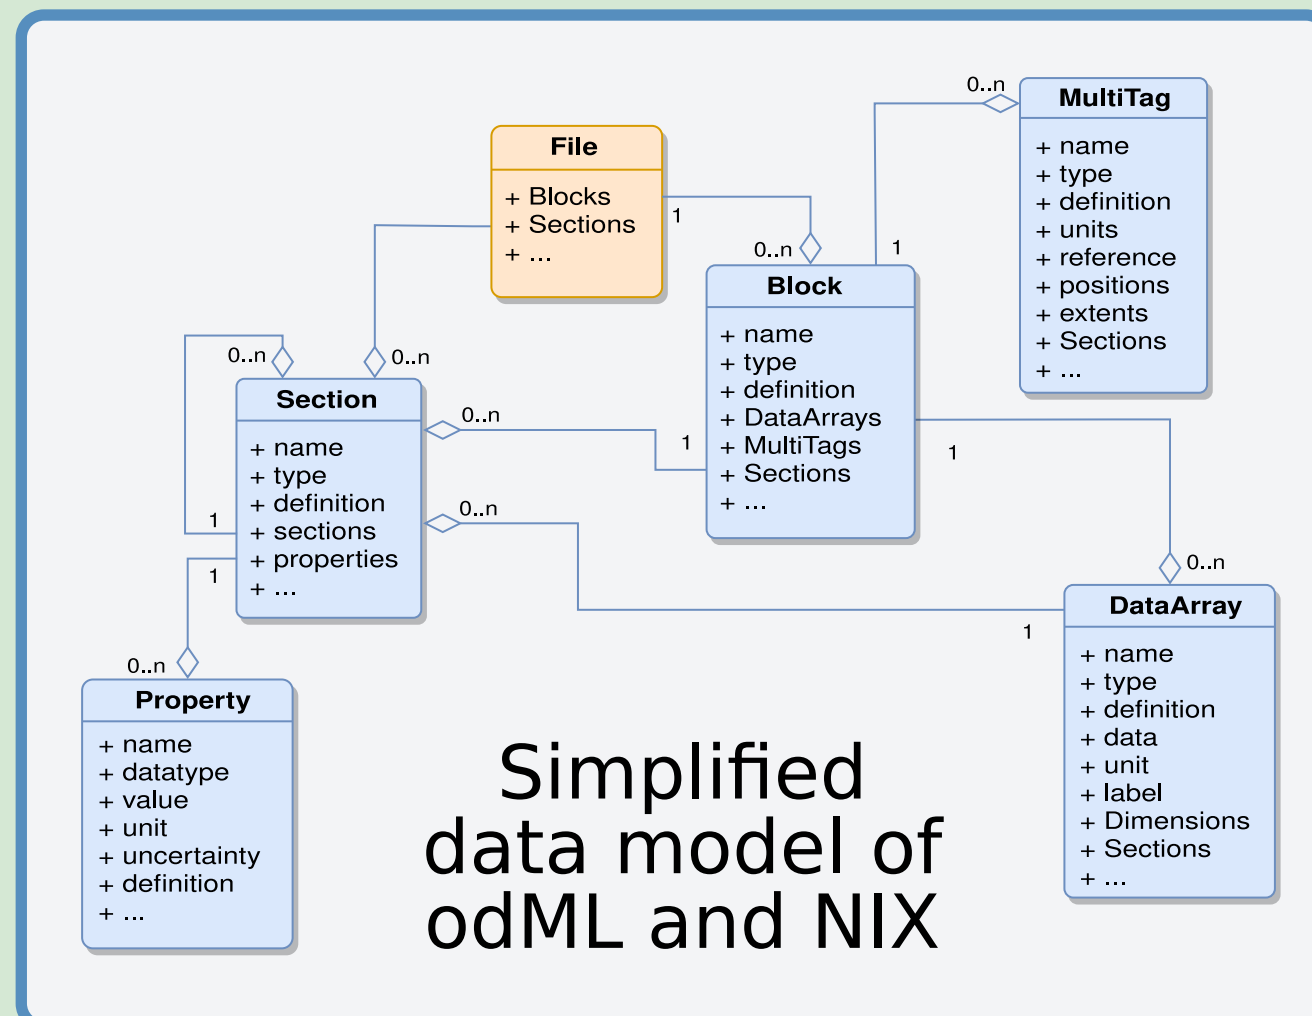 File
+ Blocks
+ Sections
+ ...
MultiTag
+ name
+ type
+ definition
+ units
+ reference
+ positions
+ extents
+ Sections
+ ...
0..n
1
1
0..n
Block
+ name
+ type
+ definition
+ DataArrays
+ MultiTags
+ Sections
+ ...
0..n
0..n
Section
+ name
+ type
+ definition
+ sections
+ properties
+ ...
0..n
1
1
0..n
1
1
0..n
1
0..n
Property
+ name
+ datatype
+ value
+ unit
+ uncertainty
+ definition
+ ...
DataArray
+ name
+ type
+ definition
+ data
+ unit
+ label
+ Dimensions
+ Sections
+ ...
Simplified
data model of
odML and NIX